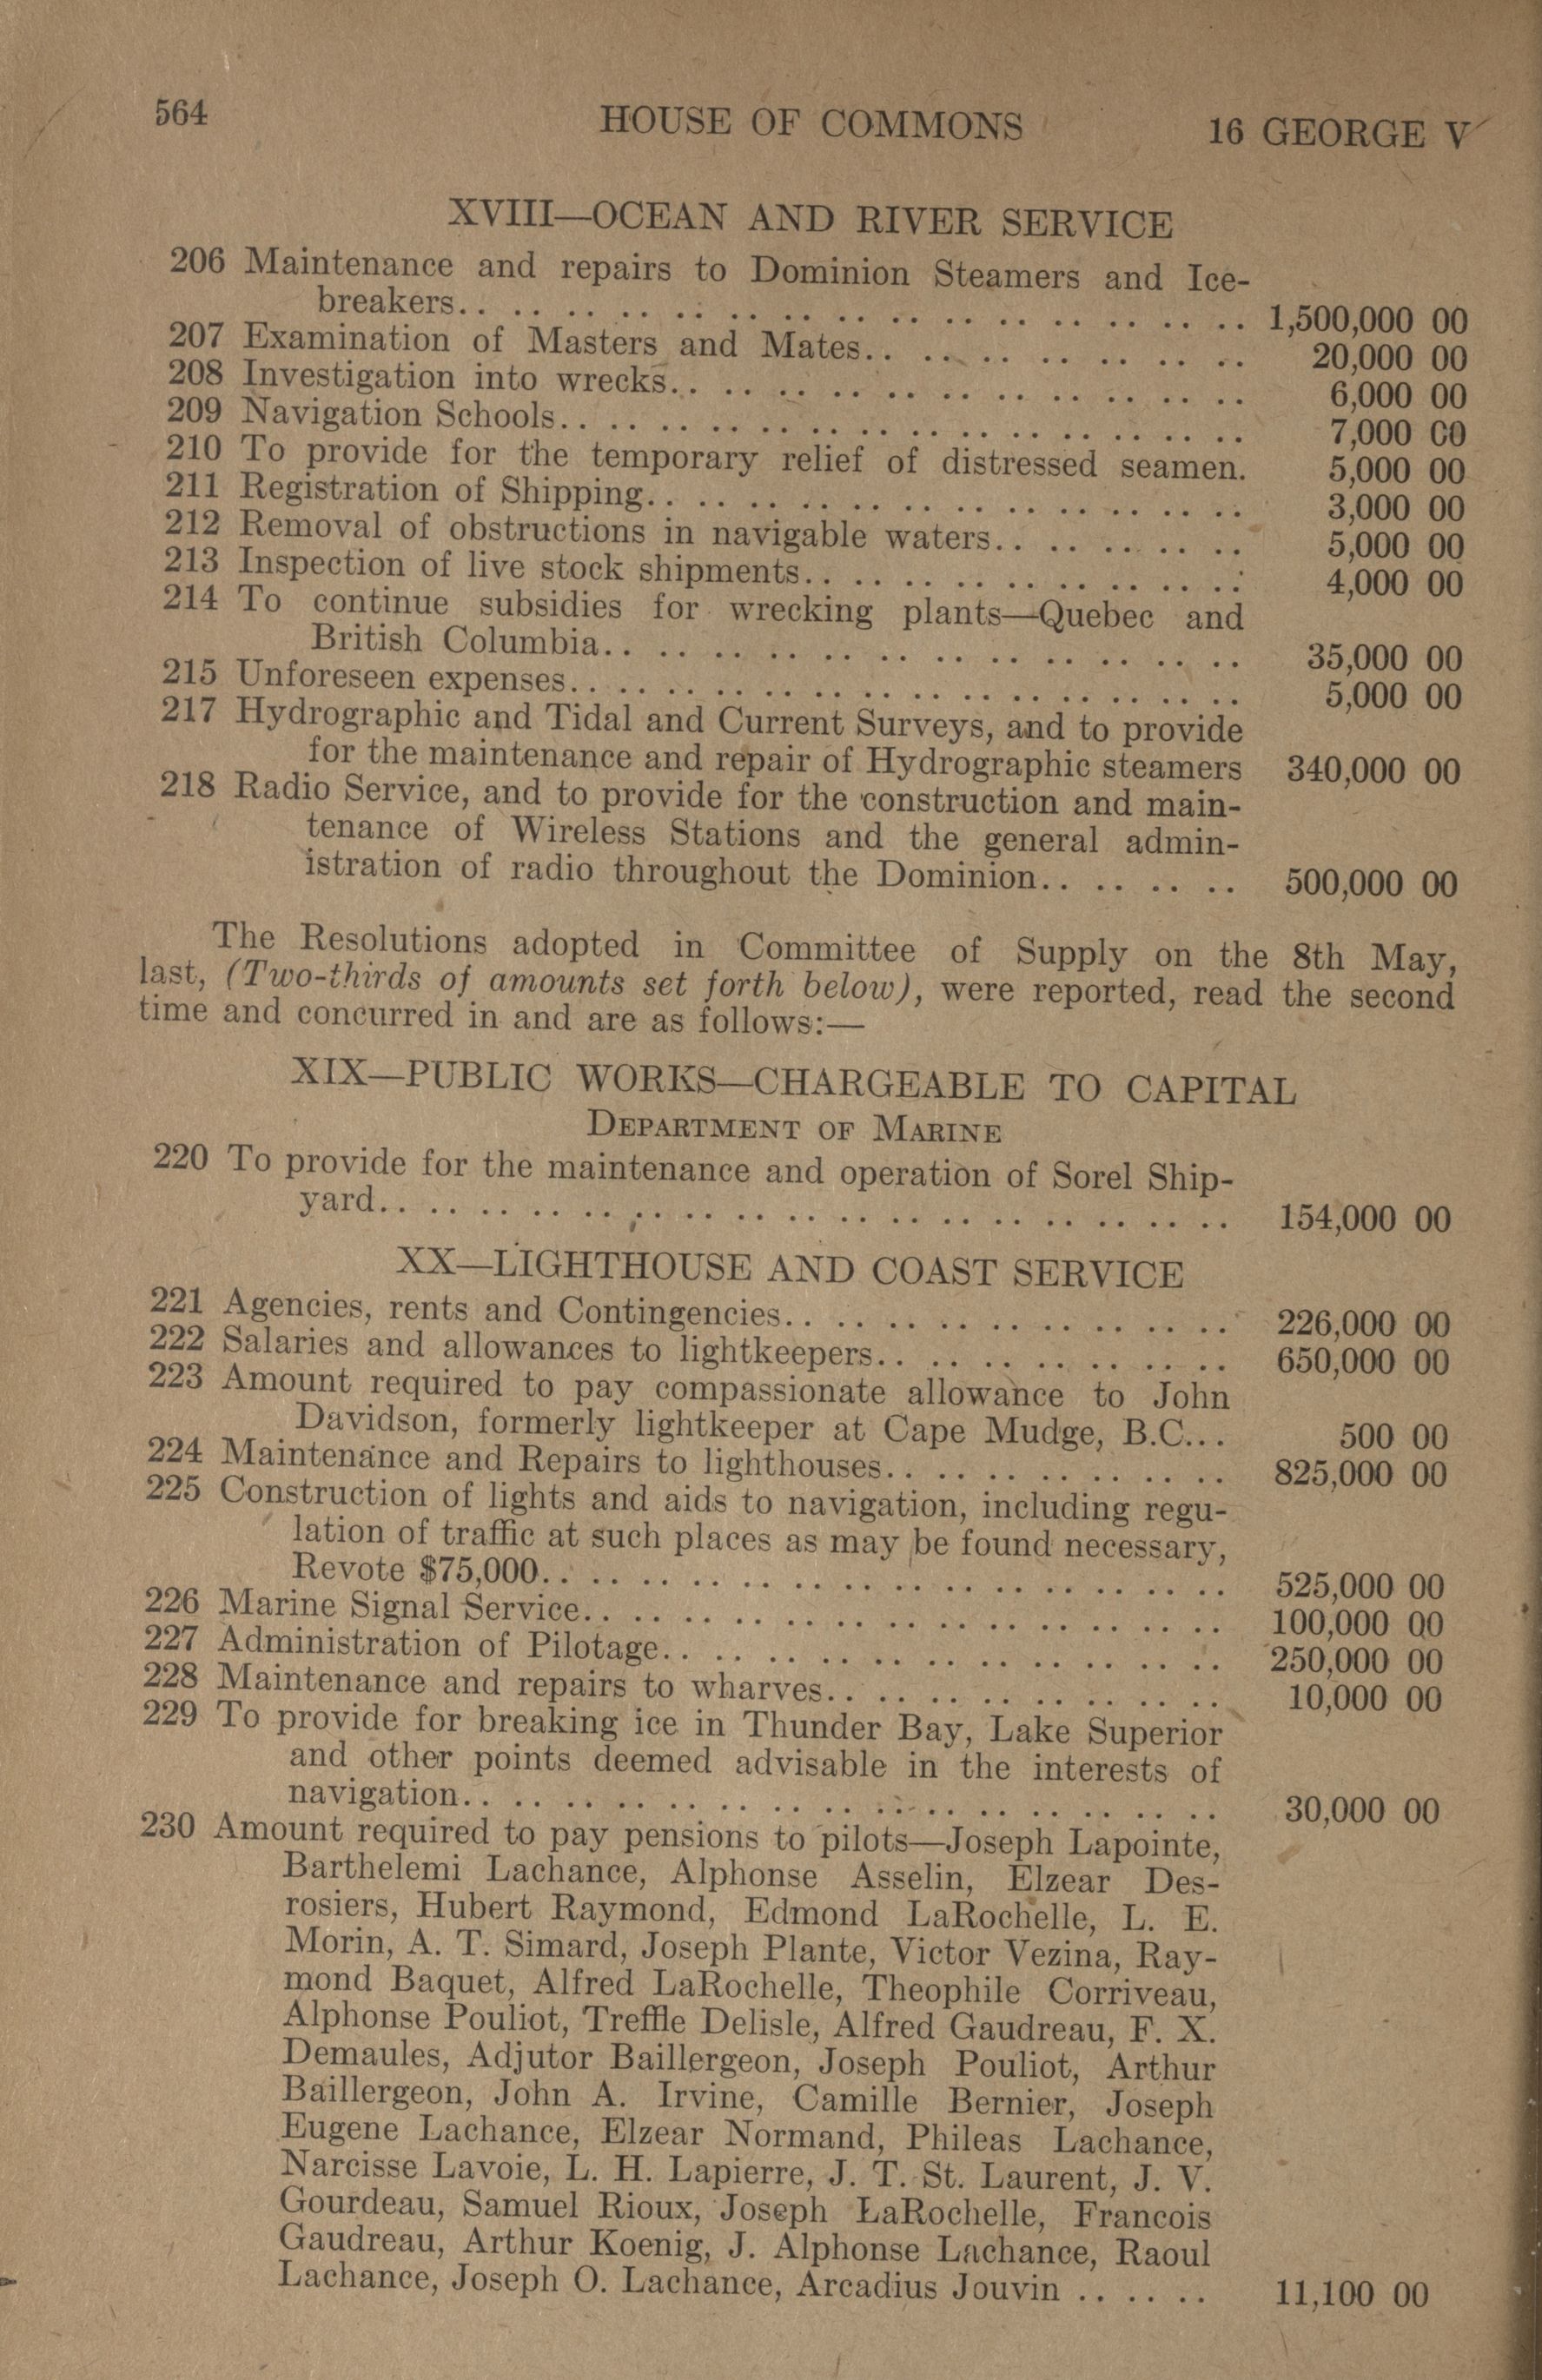 564 HOUSE OF COMMONS 16 GEORGE V
XVIII—OCEAN AND RIVER SERVICE
206 Maintenance and repairs to Dominion Steamers and Ice-
breakers.. .. .. .. .. .. .. .. .. .. .. .. .. .. .. 1,500,000 00
207 Examination of Masters and Mates.. .. .. .. .. .. .. .. 20,000 00
208 Investigation into wrecks.. .. .. .. .. .. .. .. .. .. .. 6,000 00
209 Navigation Schools.. .. .. .. .. .. .. .. .. .. .. .. .. .. 7,000 00
210 To provide for the temporary relief of distressed seamen. 5,000 00
211 Registration of Shipping.. .. .. .. .. .. .. .. .. .. .. .. 3,000 00
212 Removal of obstructions in navigable waters.. .. .. .. .. 5,000 00
213 Inspection of live stock shipments.. .. .. .. .. .. .. .. .. 4,000 00
214 To continue subsidies for wrecking plants—Quebec and
British Columbia.. .. .. .. .. .. .. .. .. .. .. .. .. 35,000 00
215 Unforeseen expenses.. .. .. .. .. .. .. .. .. .. .. .. .. .. 5,000 00
217 Hydrographic and Tidal and Current Surveys, and to provide
for the maintenance and repair of Hydrographic steamers 340,000 00
218 Radio Service, and to provide for the construction and main-
tenance of Wireless Stations and the general admin-
istration of radio throughout the Dominion.. .. .. .. 500,000 00
The Resolutions adopted in Committee of Supply on the 8th May,
last, (Two-thirds of amounts set forth below), were reported, read the second
time and concurred in and are as follows:—
XIX—PUBLIC WORKS—CHARGEABLE TO CAPITAL
DEPARTMENT OF MARINE
220 To provide for the maintenance and operation of Sorel Ship-
yard.. .. .. .. .. .. .. .. .. .. .. .. .. .. .. .. .. 154,000 00
XX—LIGHTHOUSE AND COAST SERVICE
221 Agencies, rents and Contingencies.. .. .. .. .. .. .. .. .. 226,000 00
222 Salaries and allowances to lightkeepers.. .. .. .. .. .. .. 650,000 00
223 Amount required to pay compassionate allowance to John
Davidson, formerly lightkeeper at Cape Mudge, B.C... 500 00
224 Maintenance and Repairs to lighthouses.. .. .. .. .. .. .. 825,000 00
225 Construction of lights and aids to navigation, including regu-
lation of traffic at such places as may be found necessary,
Revote $75,000.. .. .. .. .. .. .. .. .. .. .. .. .. .. 525,000 00
226 Marine Signal Service.. .. .. .. .. .. .. .. .. .. .. .. .. 100,000 00
227 Administration of Pilotage.. .. .. .. .. .. .. .. .. .. .. 250,000 00
228 Maintenance and repairs to wharves.. .. .. .. .. .. .. .. 10,000 00
229 To provide for breaking ice in Thunder Bay, Lake Superior
and other points deemed advisable in the interests of
navigation.. .. .. .. .. .. .. .. .. .. .. .. .. .. .. 30,000 00
230 Amount required to pay pensions to pilots—Joseph Lapointe,
Barthelemi Lachance, Alphonse Asselin, Elzear Des-
rosiers, Hubert Raymond, Edmond LaRochelle, L. E.
Morin, A. T. Simard, Joseph Plante, Victor Vezina, Ray-
mond Baquet, Alfred LaRochelle, Theophile Corriveau,
Alphonse Pouliot, Treffle Delisle, Alfred Gaudreau, F. X.
Demaules, Adjutor Baillergeon, Joseph Pouliot, Arthur
Baillergeon, John A. Irvine, Camille Bernier, Joseph
Eugene Lachance, Elzear Normand, Phileas Lachance,
Narcisse Lavoie, L. H. Lapierre, J. T. St. Laurent, J. V.
Gourdeau, Samuel Rioux, Joseph LaRochelle, Francois
Gaudreau, Arthur Koenig, J. Alphonse Lachance, Raoul
Lachance, Joseph O. Lachance, Arcadius Jouvin .. .. .. 11,100 00